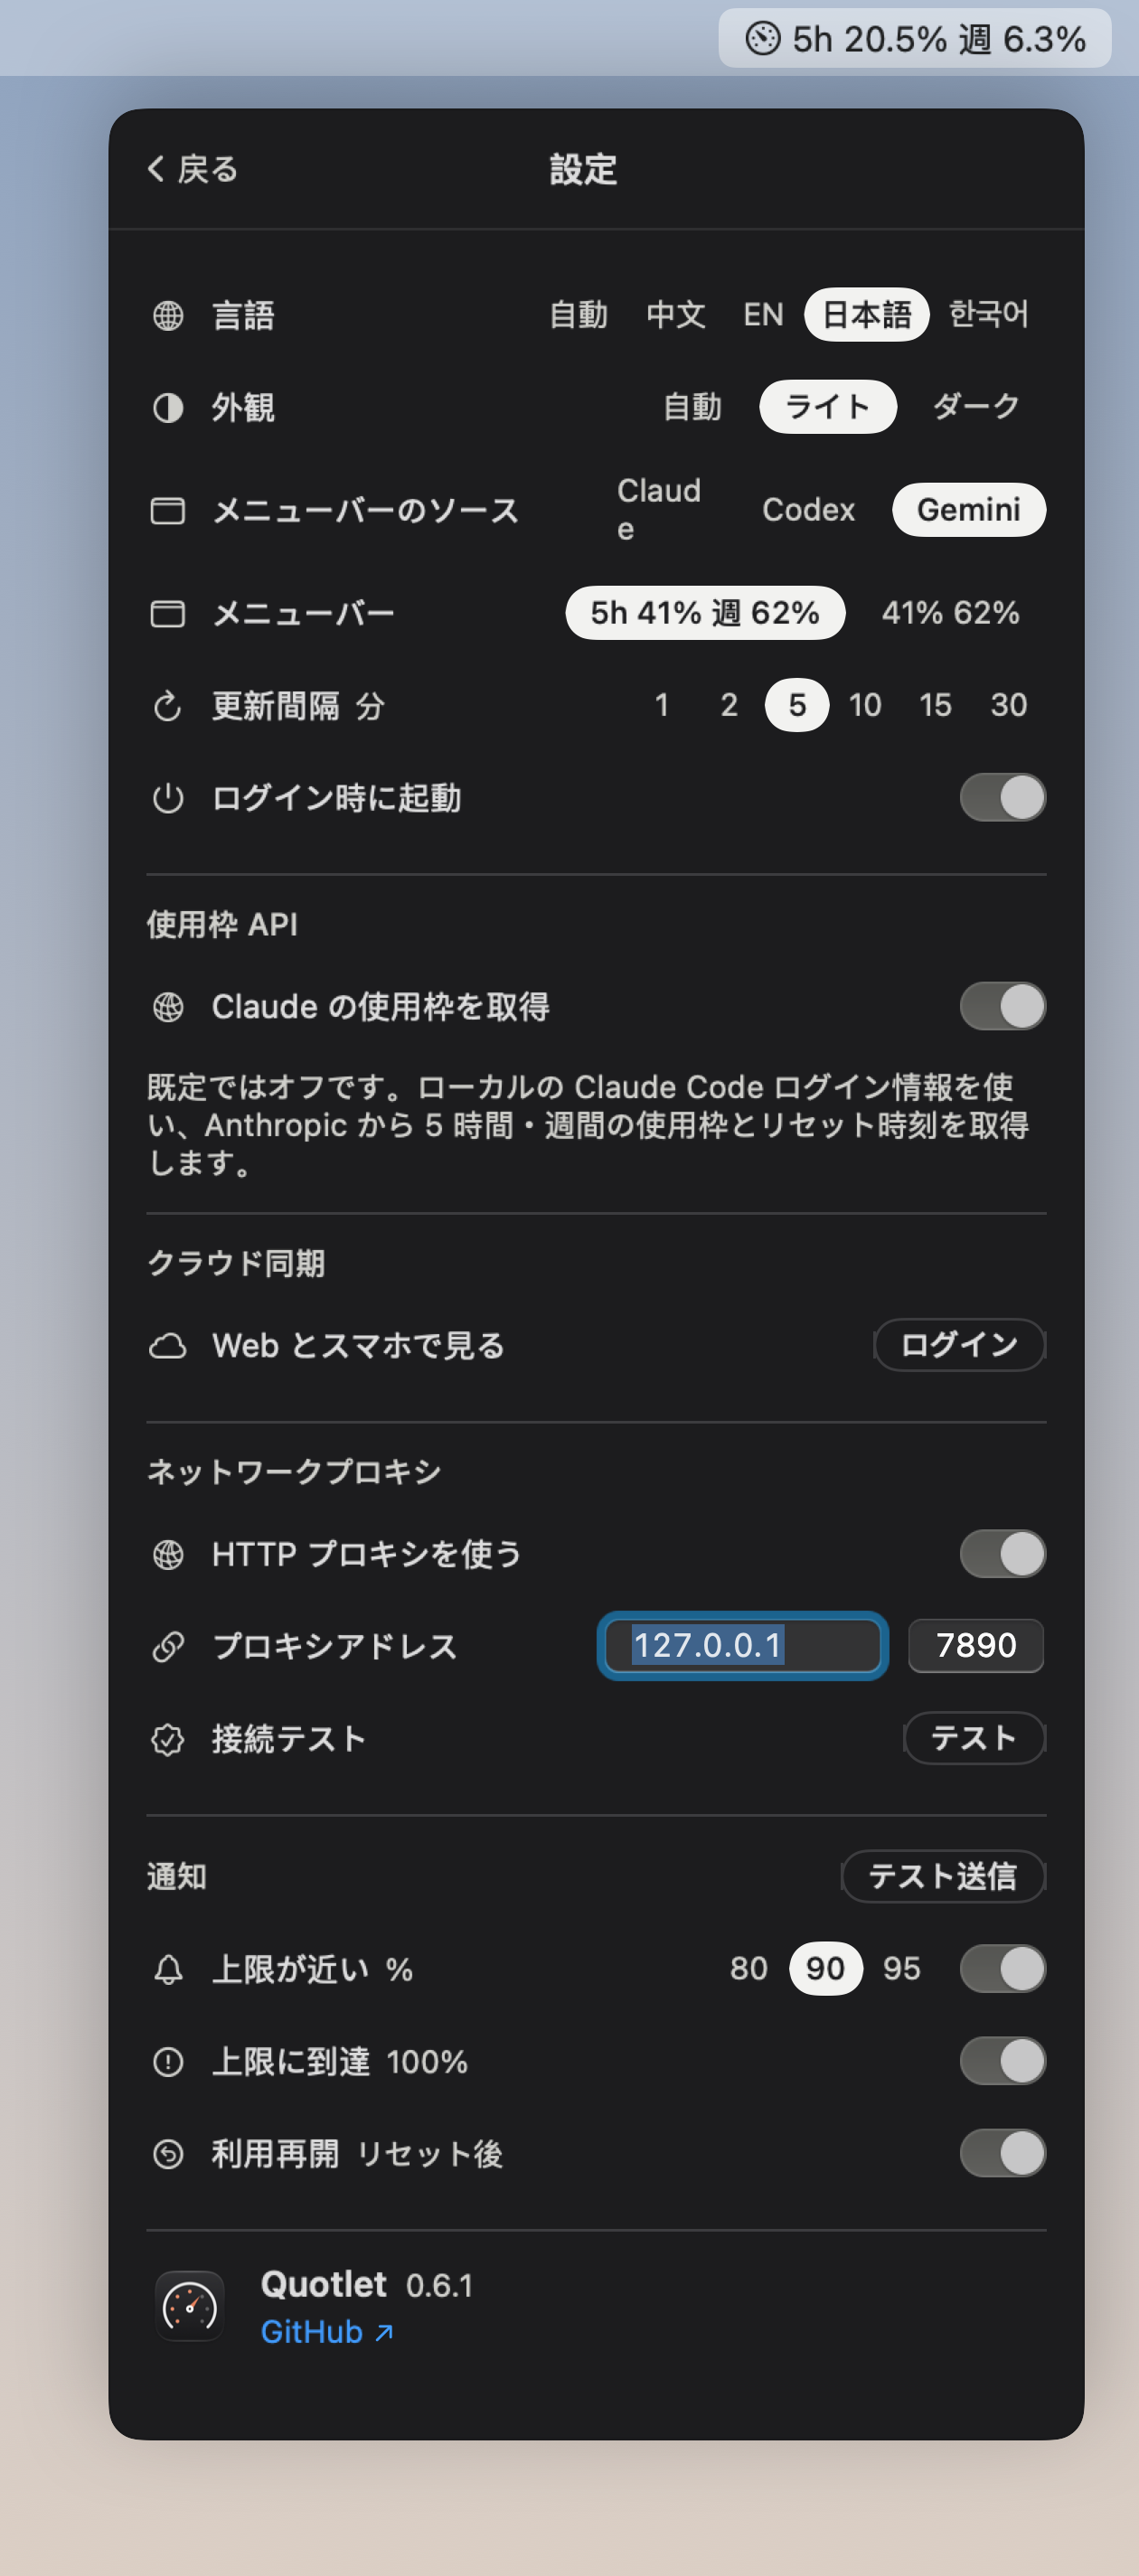 5h 20.5% 週 6.3%
戻る
設定
言語 自動 中文 EN 日本語 한국어
外観 自動 ライト ダーク
メニューバーのソース Claud
e Codex Gemini
メニューバー 5h 41% 週 62% 41% 62%
更新間隔 分 1 2 5 10 15 30
ログイン時に起動
使用枠 API
Claude の使用枠を取得
既定ではオフです。ローカルの Claude Code ログイン情報を使
い、Anthropic から 5 時間・週間の使用枠とリセット時刻を取得
します。
クラウド同期
Web とスマホで見る ログイン
ネットワークプロキシ
HTTP プロキシを使う
プロキシアドレス 127.0.0.1 7890
接続テスト テスト
通知 テスト送信
上限が近い % 80 90 95
上限に到達 100%
利用再開 リセット後
Quotlet 0.6.1
GitHub ↗